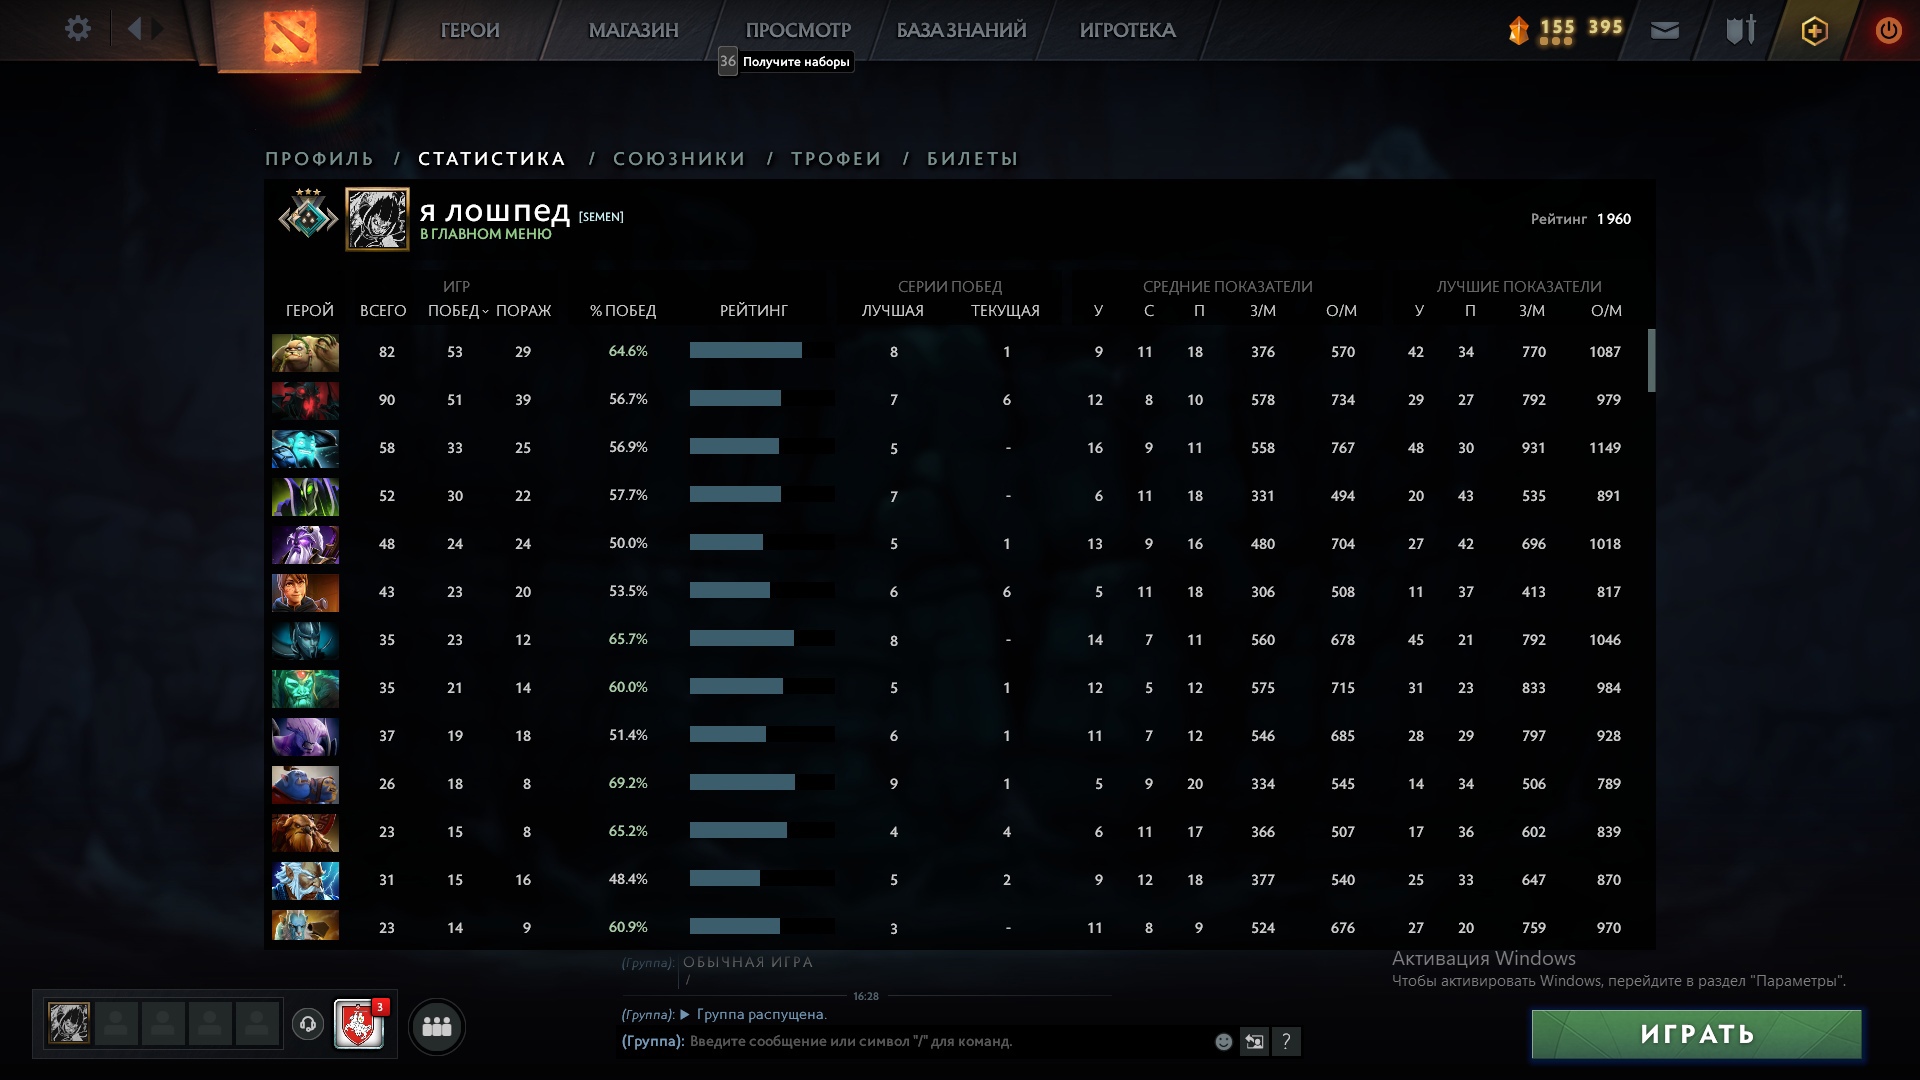 ГЕРОИ МАГАЗИН ПРОСМОТР БАЗА ЗНАНИЙ ИГРОТЕКА 155 395
36 Получите наборы
ПРОФИЛЬ / СТАТИСТИКА / СОЮЗНИКИ / ТРОФЕИ / БИЛЕТЫ
я лошпед [SEMEN]
В ГЛАВНОМ МЕНЮ
Рейтинг 1 960
ИГР СЕРИИ ПОБЕД СРЕДНИЕ ПОКАЗАТЕЛИ ЛУЧШИЕ ПОКАЗАТЕЛИ
ГЕРОЙ ВСЕГО ПОБЕД ПОРАЖ % ПОБЕД РЕЙТИНГ ЛУЧШАЯ ТЕКУЩАЯ У С П З/М О/М У П З/М О/М
82 53 29 64.6% 8 1 9 11 18 376 570 42 34 770 1087
90 51 39 56.7% 7 6 12 8 10 578 734 29 27 792 979
58 33 25 56.9% 5 - 16 9 11 558 767 48 30 931 1149
52 30 22 57.7% 7 - 6 11 18 331 494 20 43 535 891
48 24 24 50.0% 5 1 13 9 16 480 704 27 42 696 1018
43 23 20 53.5% 6 6 5 11 18 306 508 11 37 413 817
35 23 12 65.7% 8 - 14 7 11 560 678 45 21 792 1046
35 21 14 60.0% 5 1 12 5 12 575 715 31 23 833 984
37 19 18 51.4% 6 1 11 7 12 546 685 28 29 797 928
26 18 8 69.2% 9 1 5 9 20 334 545 14 34 506 789
23 15 8 65.2% 4 4 6 11 17 366 507 17 36 602 839
31 15 16 48.4% 5 2 9 12 18 377 540 25 33 647 870
23 14 9 60.9% 3 - 11 8 9 524 676 27 20 759 970
(Группа): ОБЫЧНАЯ ИГРА
/
16:28
(Группа): Группа распущена.
(Группа): Введите сообщение или символ "/" для команд.
?
3
Активация Windows
Чтобы активировать Windows, перейдите в раздел "Параметры".
ИГРАТЬ